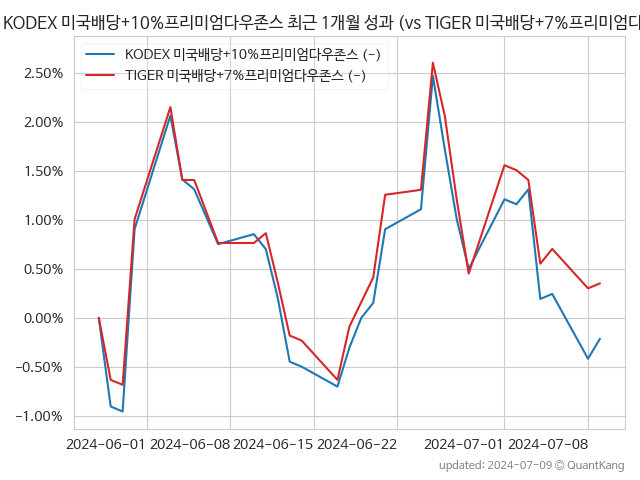 KODEX 미국배당+10%프리미엄다우존스 최근 1개월 성과 (vs TIGER 미국배당+7%프리미엄다
KODEX 미국배당+10%프리미엄다우존스 (-)
TIGER 미국배당+7%프리미엄다우존스 (-)
2.50%
2.00%
1.50%
1.00%
0.50%
0.00%
-0.50%
-1.00%
2024-06-01 2024-06-08 2024-06-15 2024-06-22 2024-07-01 2024-07-08
updated: 2024-07-09 © QuantKang